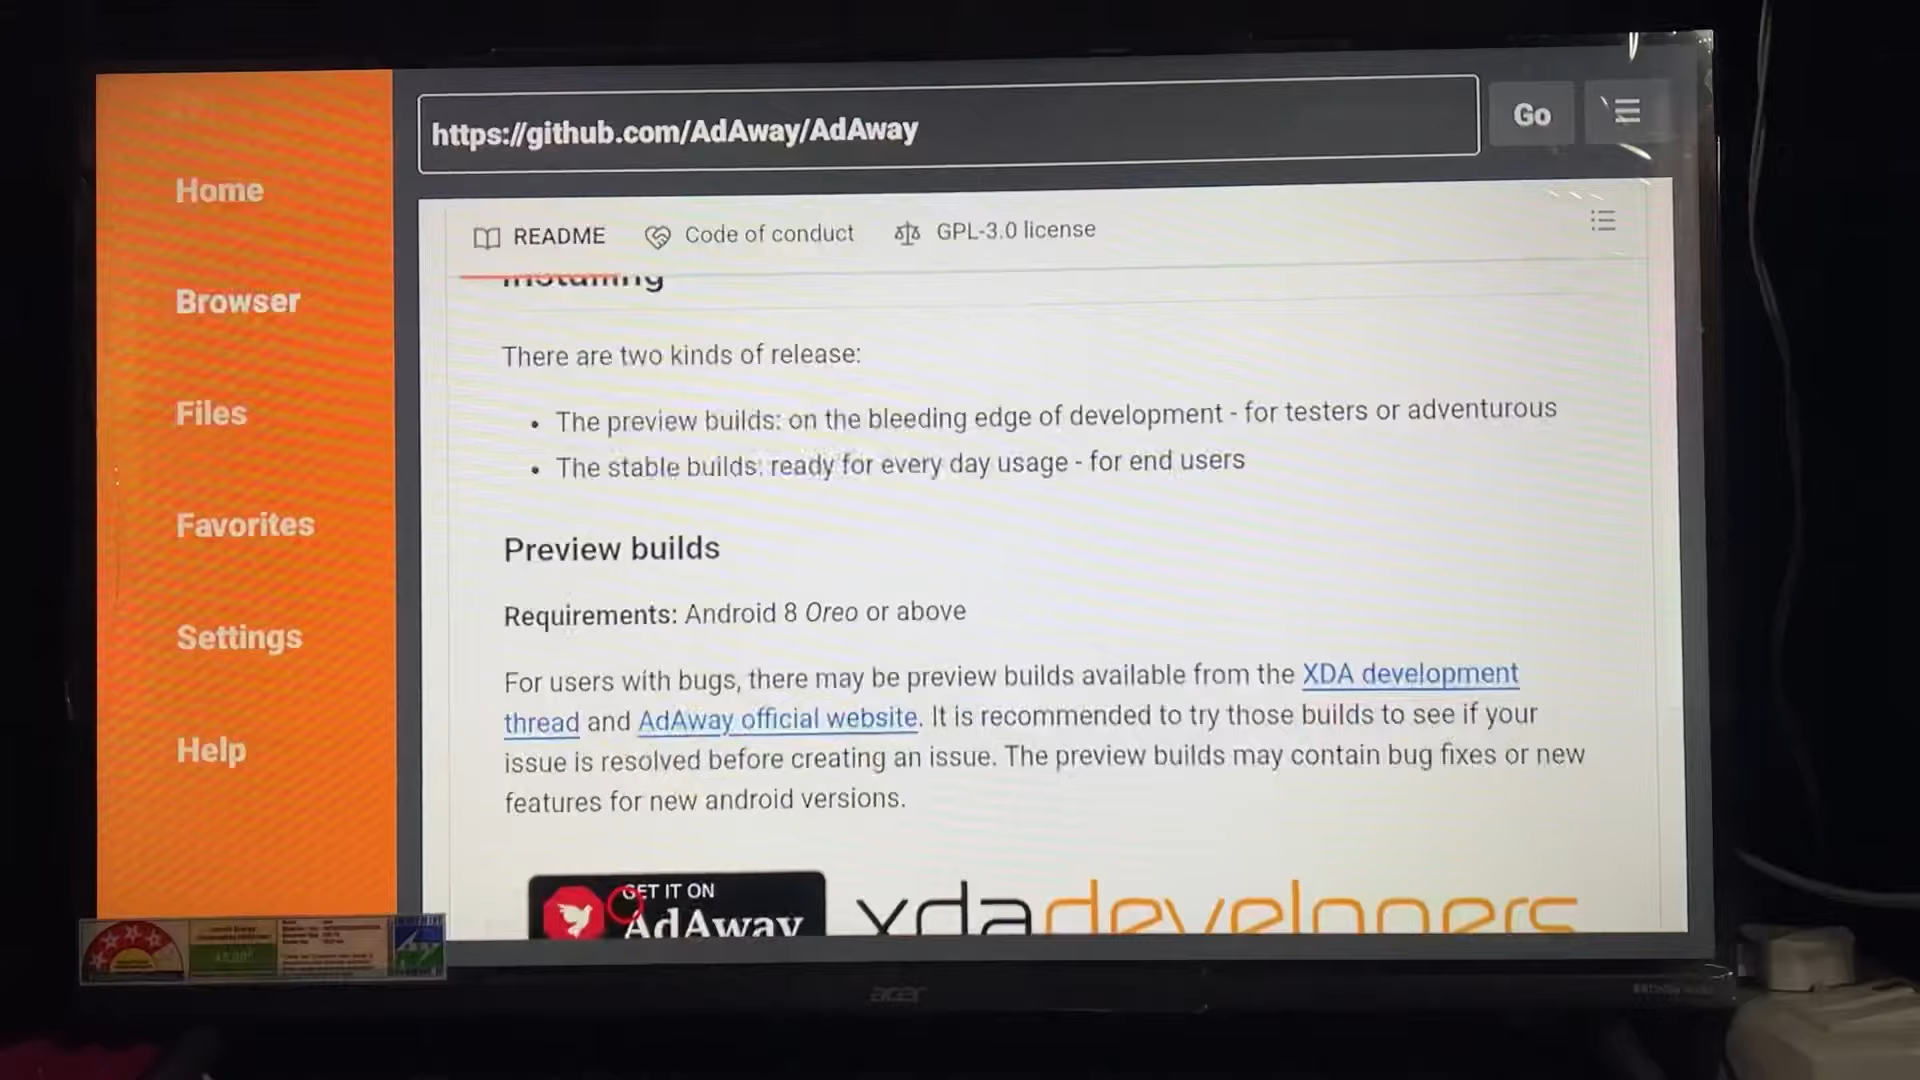 https://github.com/AdAway/AdAway
Go
Home
Browser
Files
Favorites
Settings
Help
README
Code of conduct
GPL-3.0 license
Installing
There are two kinds of release:
• The preview builds: on the bleeding edge of development - for testers or adventurous
• The stable builds: ready for every day usage - for end users
Preview builds
Requirements: Android 8 Oreo or above
For users with bugs, there may be preview builds available from the XDA development
thread and AdAway official website. It is recommended to try those builds to see if your
issue is resolved before creating an issue. The preview builds may contain bug fixes or new
features for new android versions.
GET IT ON
AdAway
xdadevelopers
acer